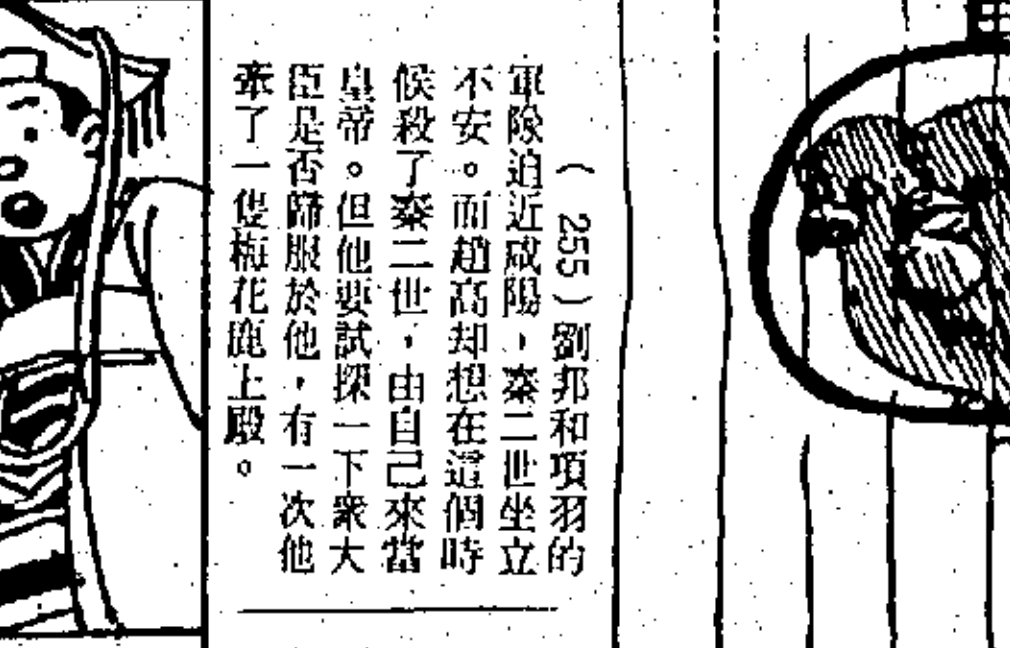 （255）劉邦和項羽的
軍隊迫近咸陽，秦二世坐立
不安。而趙高却想在這個時
候殺了秦二世，由自己來當
皇帝。但他要試探一下衆大
臣是否歸服於他，有一次他
牽了一隻梅花鹿上殿。